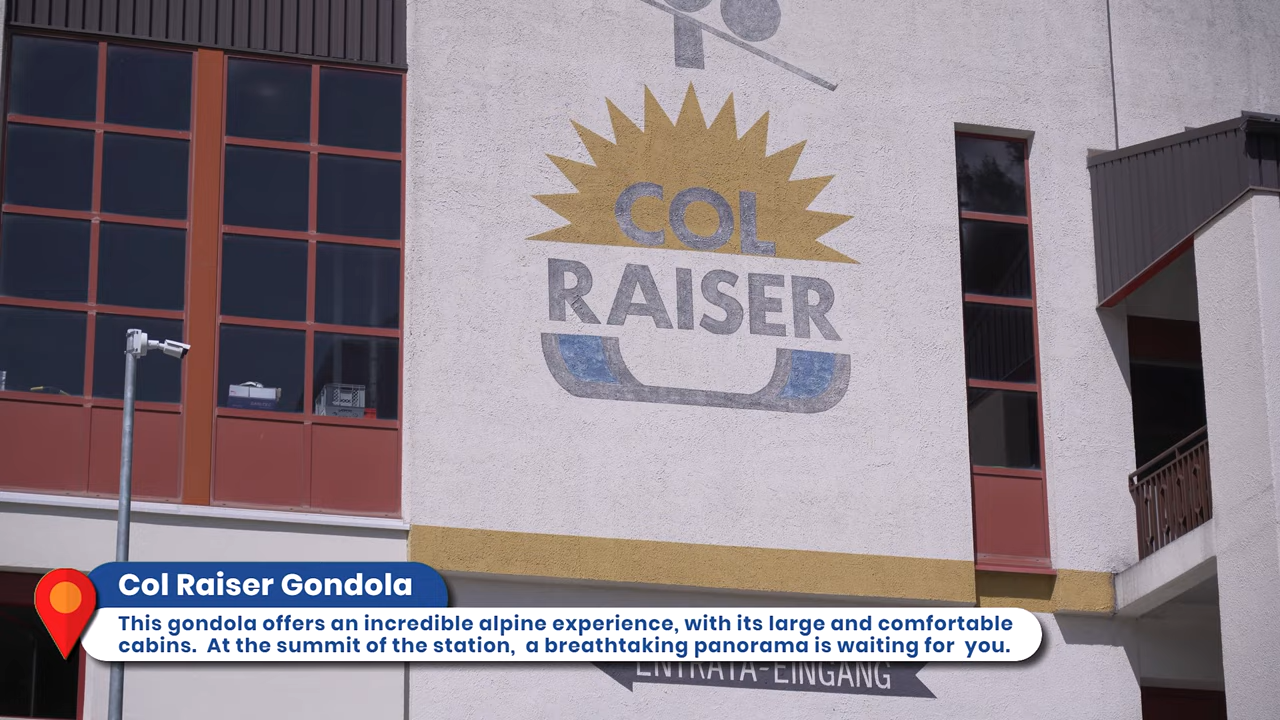 COL
RAISER
Col Raiser Gondola
This gondola offers an incredible alpine experience, with its large and comfortable
cabins. At the summit of the station, a breathtaking panorama is waiting for you.
ENTRATA-EINGANG